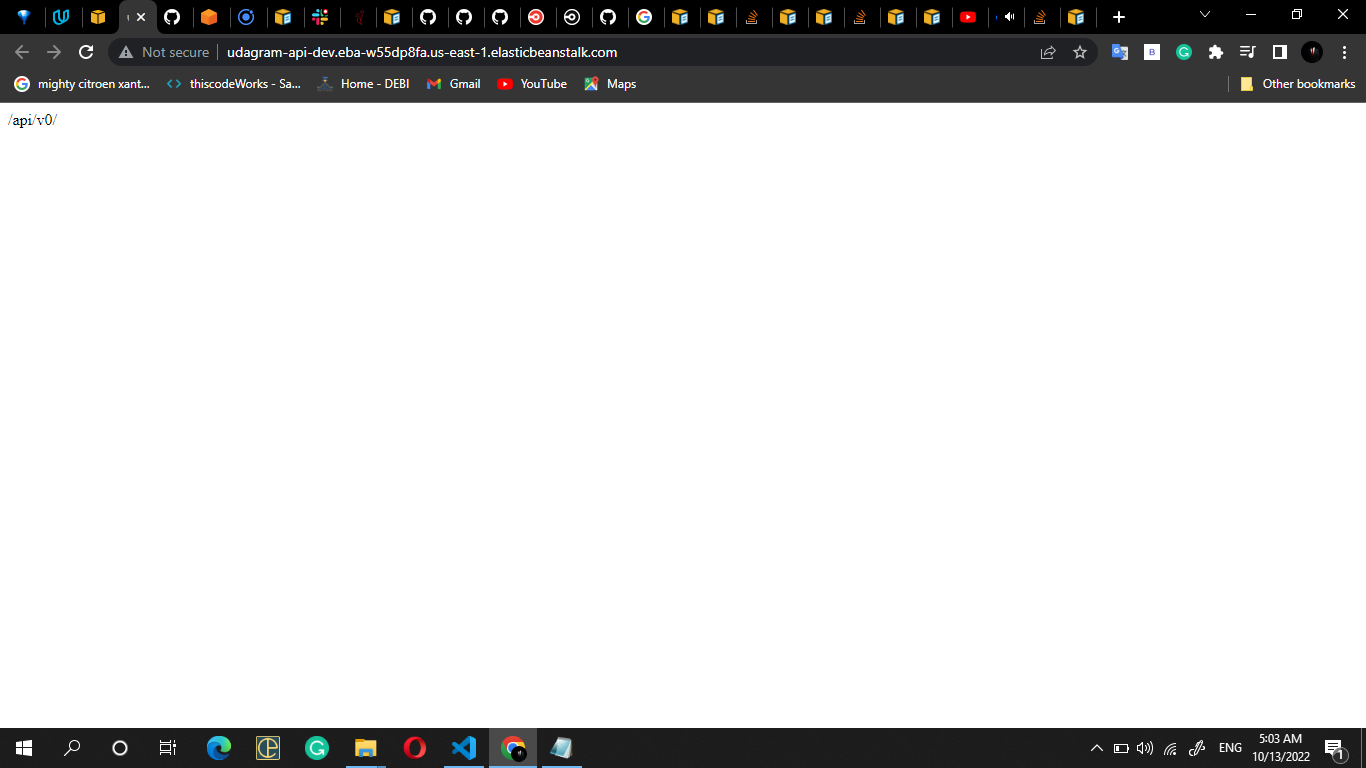 Not secure
udagram-api-dev.eba-w55dp8fa.us-east-1.elasticbeanstalk.com
mighty citroen xant...
thiscodeWorks - Sa...
Home - DEBI
Gmail
YouTube
Maps
Other bookmarks
/api/v0/
ENG
5:03 AM
10/13/2022
1